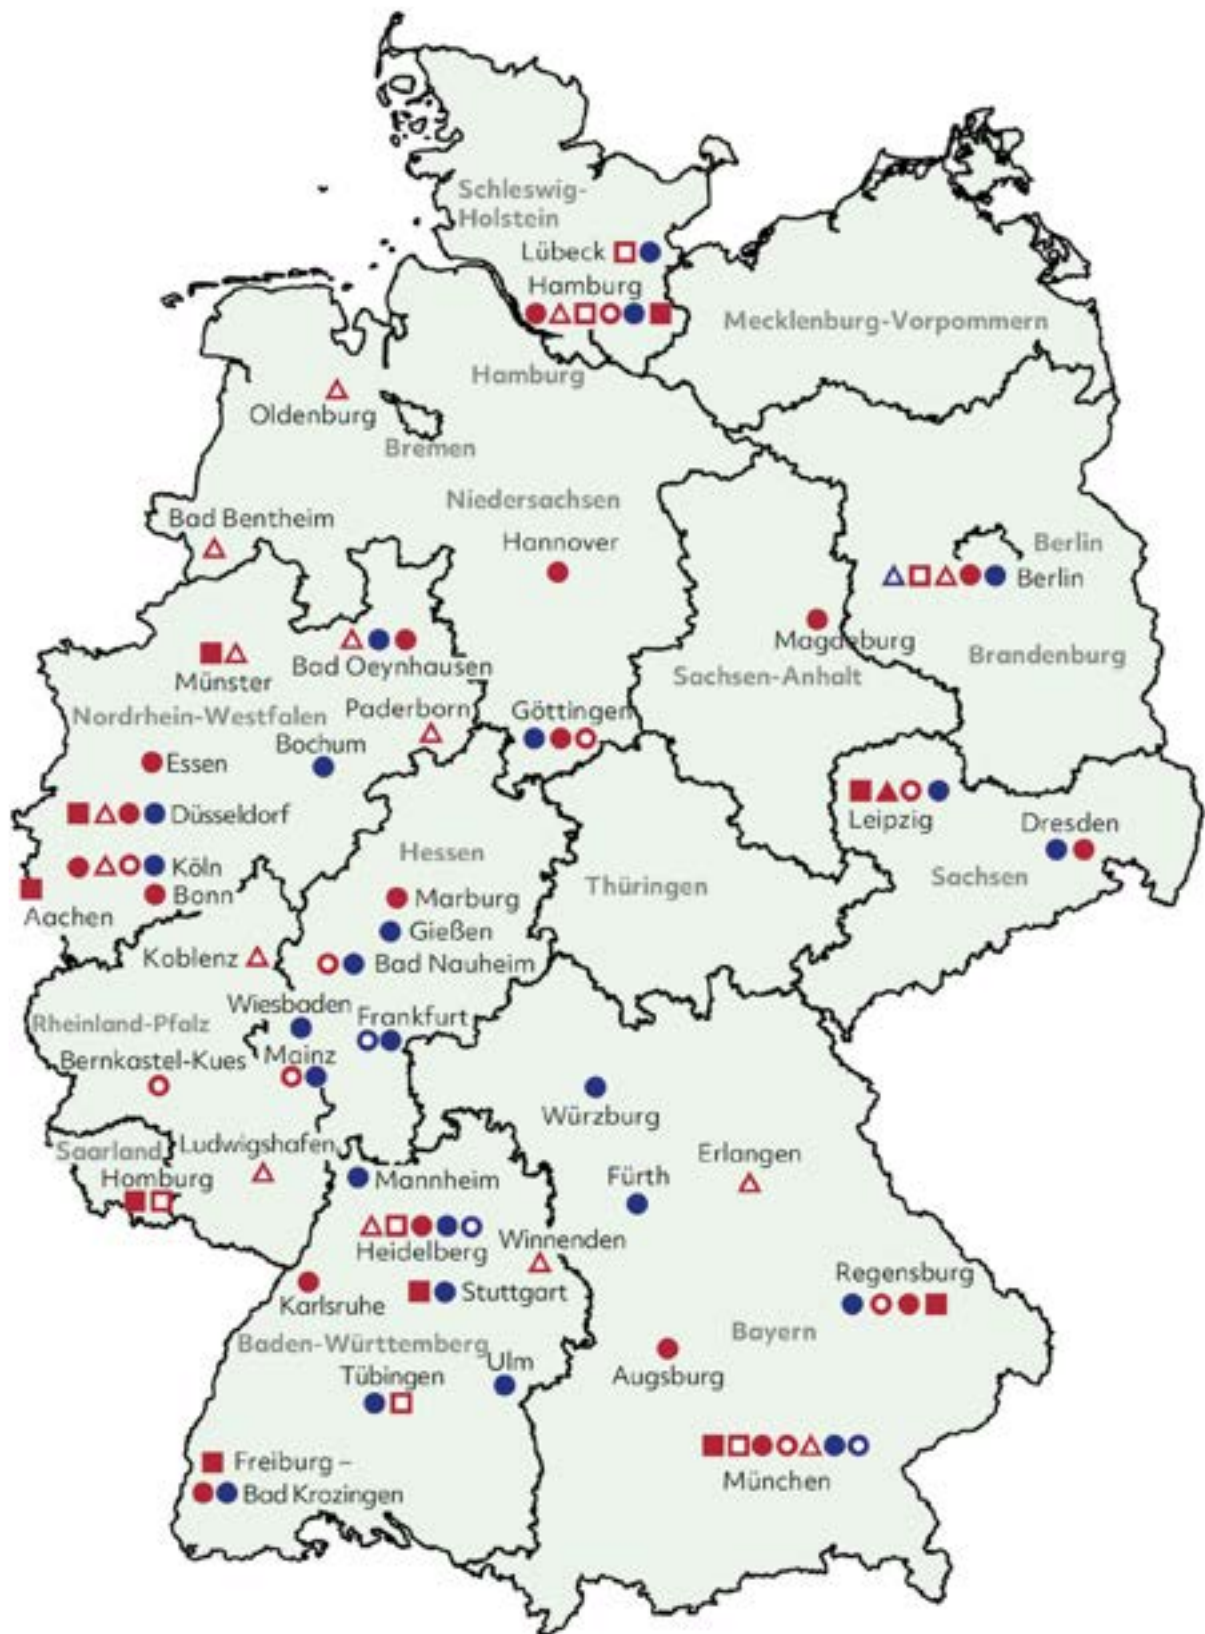 Schleswig-
Holstein
Lübeck
Hamburg
Mecklenburg-Vorpommern
Hamburg
Oldenburg
Bremen
Niedersachsen
Bad Bentheim
Hannover
Berlin
Berlin
Magdeburg
Brandenburg
Bad Oeynhausen
Münster
Sachsen-Anhalt
Nordrhein-Westfalen
Paderborn
Göttingen
Bochum
Essen
Düsseldorf
Leipzig
Dresden
Hessen
Köln
Sachsen
Thüringen
Bonn
Marburg
Aachen
Gießen
Koblenz
Bad Nauheim
Wiesbaden
Frankfurt
Rheinland-Pfalz
Mainz
Bernkastel-Kues
Würzburg
Saarland
Ludwigshafen
Erlangen
Homburg
Mannheim
Fürth
Heidelberg
Winnenden
Regensburg
Karlsruhe
Stuttgart
Bayern
Baden-Württemberg
Ulm
Tübingen
Augsburg
Freiburg –
Bad Krozingen
München